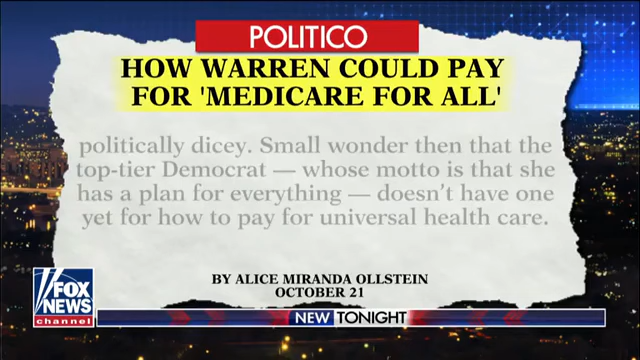 POLITICO
HOW WARREN COULD PAY
FOR 'MEDICARE FOR ALL'
politically dicey. Small wonder then that the
top-tier Democrat — whose motto is that she
has a plan for everything — doesn't have one
yet for how to pay for universal health care.
BY ALICE MIRANDA OLLSTEIN
OCTOBER 21
FOX
NEWS
channel
NEW TONIGHT